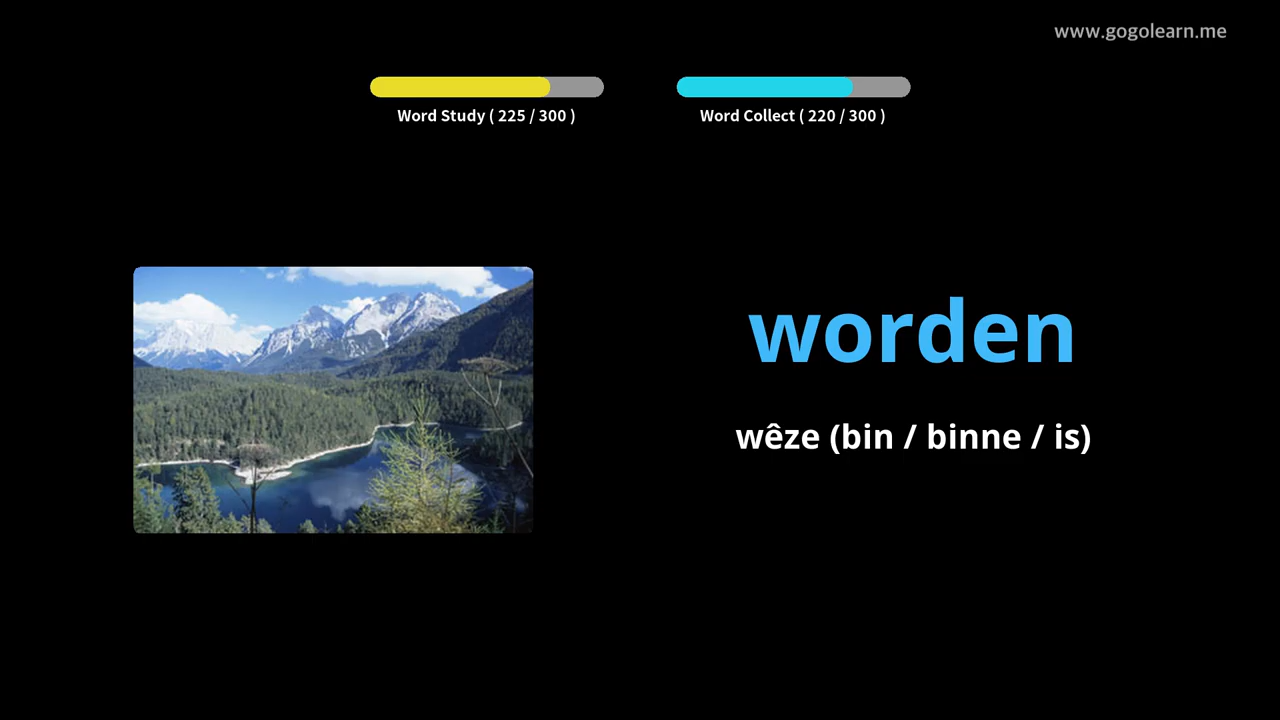 www.gogolearn.me
Word Study ( 225 / 300 )
Word Collect ( 220 / 300 )
worden
wêze (bin / binne / is)